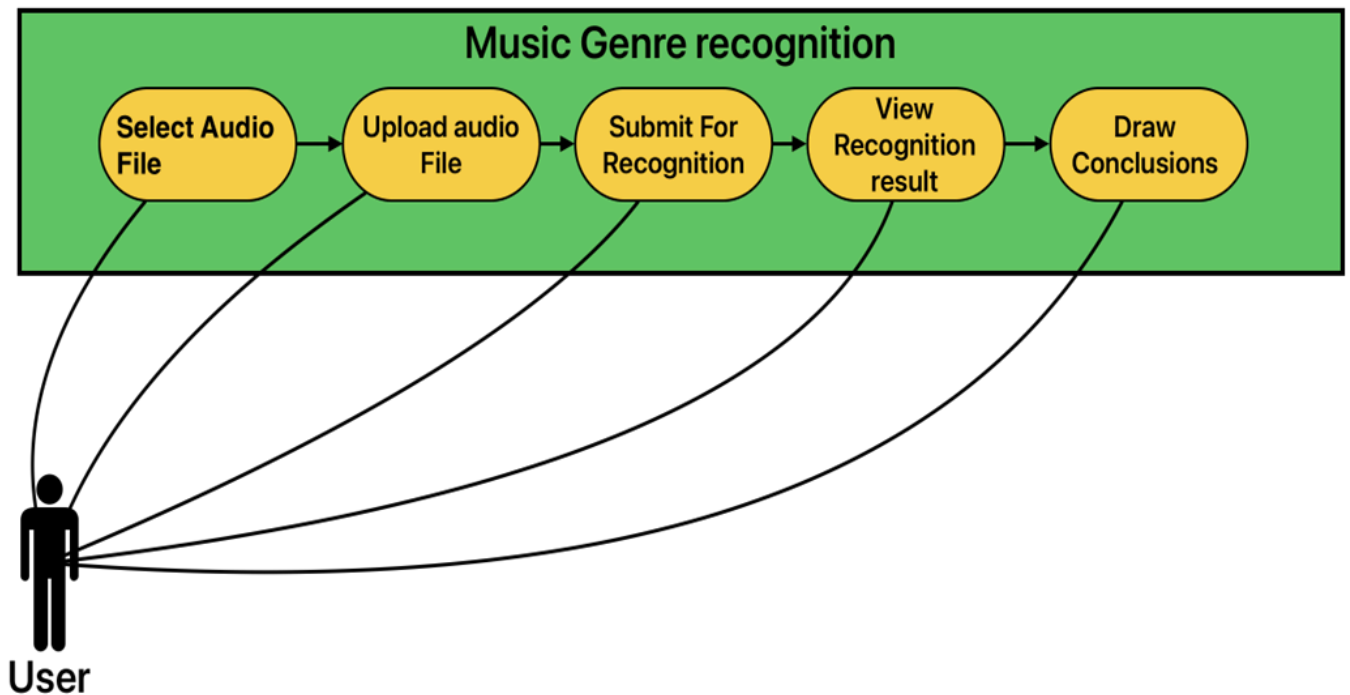 Music Genre recognition
Select Audio
File
Upload audio
File
Submit For
Recognition
View
Recognition
result
Draw
Conclusions
User